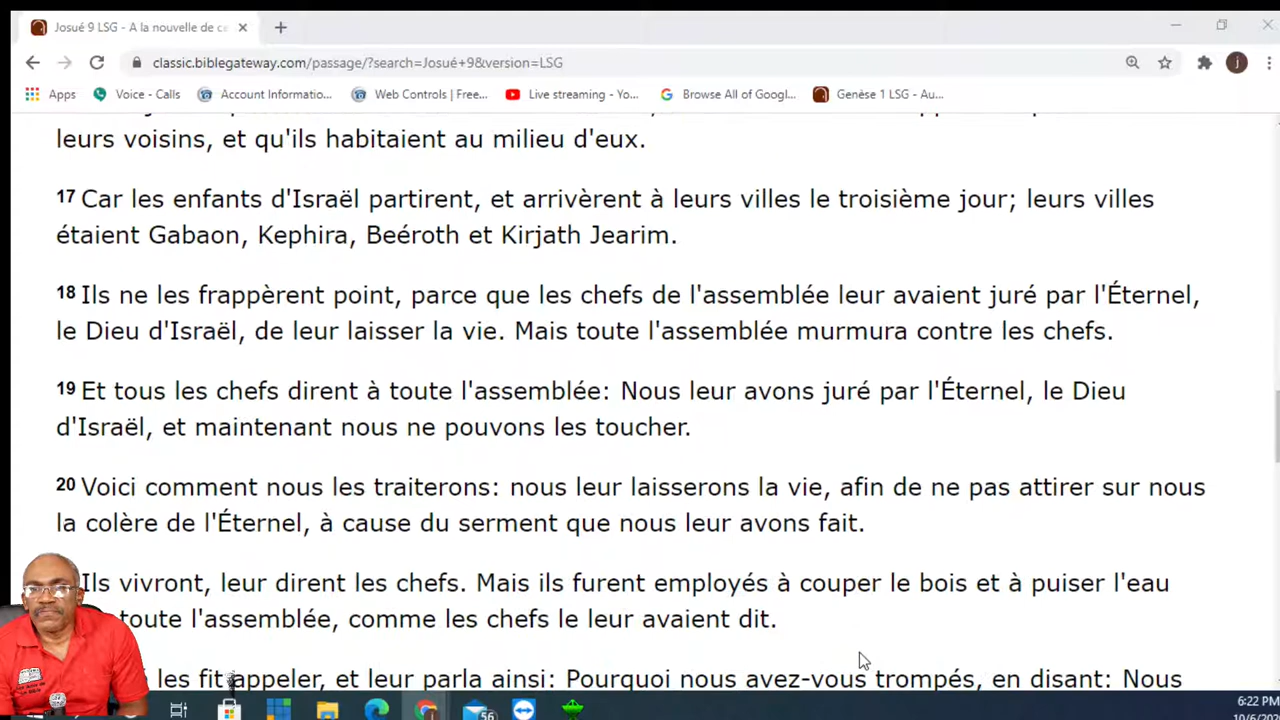 Josué 9 LSG - A la nouvelle de c
classic.biblegateway.com/passage/?search=Josué+9&version=LSG
Apps Voice - Calls Account Informatio... Web Controls | Free... Live streaming - Yo... Browse All of Googl... Genèse 1 LSG - Au...
leurs voisins, et qu'ils habitaient au milieu d'eux.
17 Car les enfants d'Israël partirent, et arrivèrent à leurs villes le troisième jour; leurs villes
étaient Gabaon, Kephira, Beéroth et Kirjath Jearim.
18 Ils ne les frappèrent point, parce que les chefs de l'assemblée leur avaient juré par l'Éternel,
le Dieu d'Israël, de leur laisser la vie. Mais toute l'assemblée murmura contre les chefs.
19 Et tous les chefs dirent à toute l'assemblée: Nous leur avons juré par l'Éternel, le Dieu
d'Israël, et maintenant nous ne pouvons les toucher.
20 Voici comment nous les traiterons: nous leur laisserons la vie, afin de ne pas attirer sur nous
la colère de l'Éternel, à cause du serment que nous leur avons fait.
Ils vivront, leur dirent les chefs. Mais ils furent employés à couper le bois et à puiser l'eau
toute l'assemblée, comme les chefs le leur avaient dit.
les fit appeler, et leur parla ainsi: Pourquoi nous avez-vous trompés, en disant: Nous
56
6:22 PM